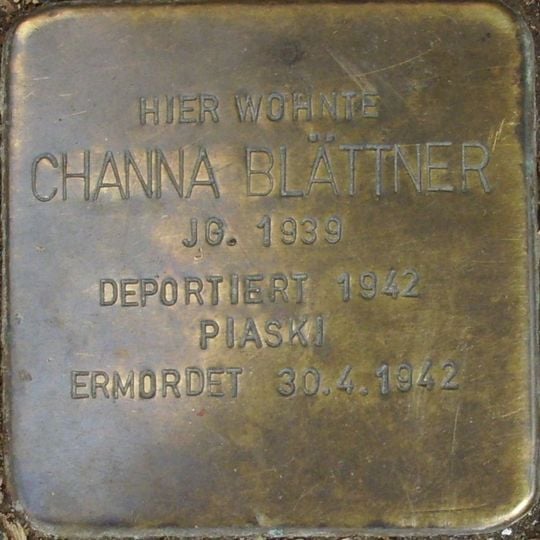 HIER WOHNTE
CHANNA BLÄTTNER
JG. 1939
DEPORTIERT 1942
PIASKI
ERMORDET 30.4.1942